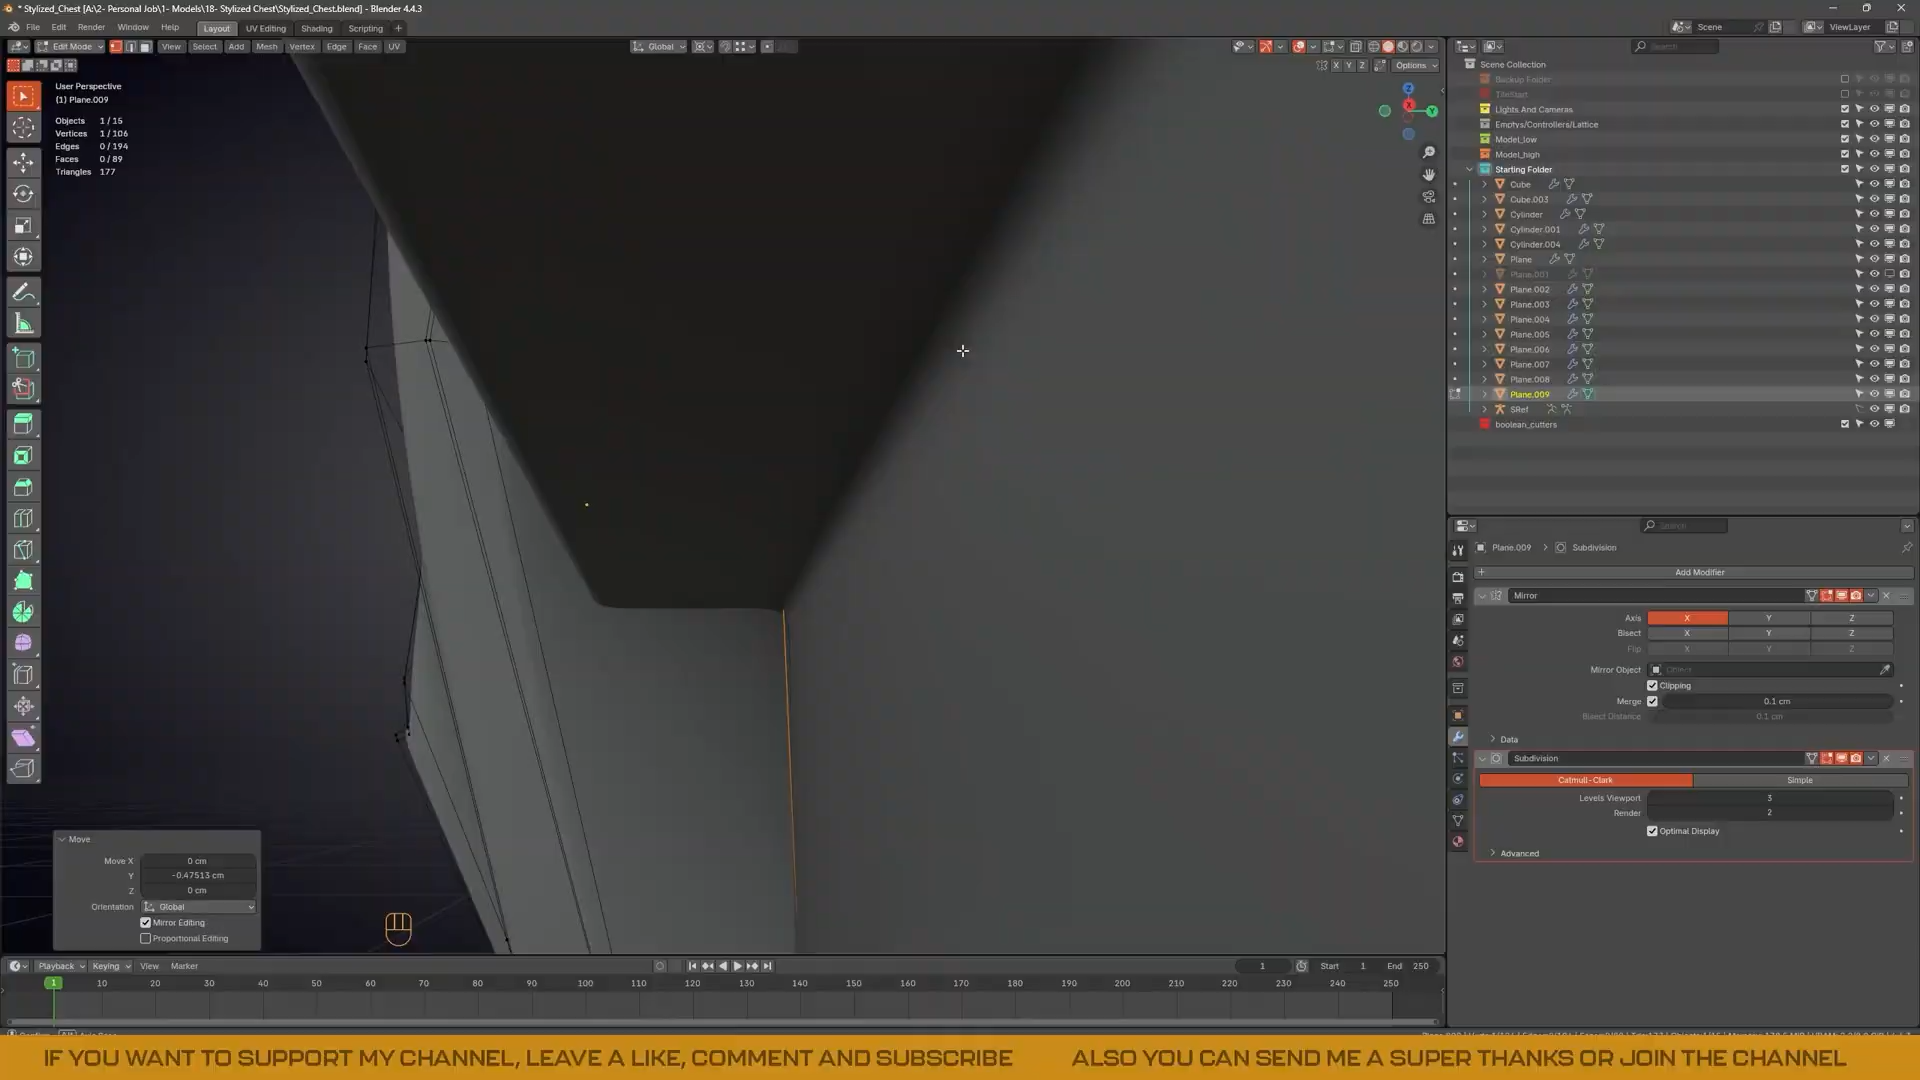 * Stylized_Chest [A:\2- Personal Job\1- Models\18- Stylized Chest\Stylized_Chest.blend] - Blender 4.4.3
File Edit Render Window Help Layout UV Editing Shading Scripting + Scene ViewLayer
Edit Mode View Select Add Mesh Vertex Edge Face UV Global Search
X Y Z Options
User Perspective
(1) Plane.009
Objects 1 / 15
Vertices 1 / 106
Edges 0 / 194
Faces 0 / 89
Triangles 177
Z
X
Y
Scene Collection
Backup Folder
Lights And Cameras
Emptys/Controllers/Lattice
Model_low
Model_high
Starting Folder
Cube
Cube.003
Cylinder
Cylinder.001
Cylinder.004
Plane
Plane.001
Plane.002
Plane.003
Plane.004
Plane.005
Plane.006
Plane.007
Plane.008
Plane.009
SRef
boolean_cutters
Search
Plane.009 > Subdivision
+ Add Modifier
Mirror
Axis X Y Z
Bisect X Y Z
Flip X Y Z
Mirror Object Object
Clipping
Merge 0.1 cm
Bisect Distance 0.1 cm
Data
Subdivision
Catmull-Clark Simple
Levels Viewport 3
Render 2
Optimal Display
Advanced
Move
Move X 0 cm
Y -0.47513 cm
Z 0 cm
Orientation Global
Mirror Editing
Proportional Editing
Playback Keying View Marker 1 Start 1 End 250
1 10 20 30 40 50 60 70 80 90 100 110 120 130 140 150 160 170 180 190 200 210 220 230 240 250
IF YOU WANT TO SUPPORT MY CHANNEL, LEAVE A LIKE, COMMENT AND SUBSCRIBE ALSO YOU CAN SEND ME A SUPER THANKS OR JOIN THE CHANNEL